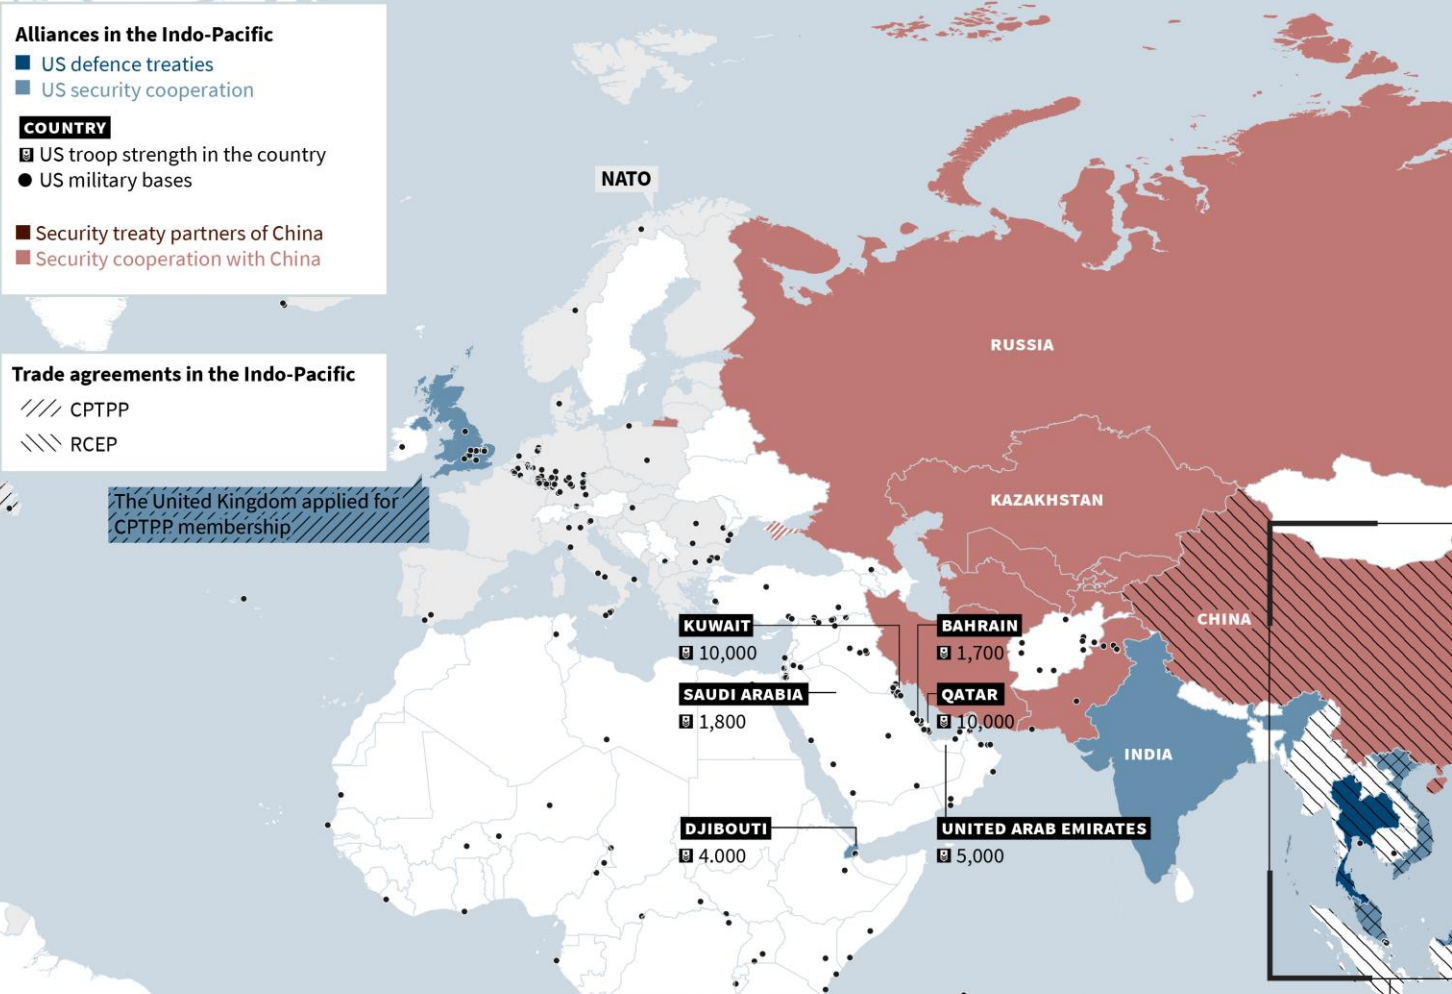 Alliances in the Indo-Pacific
US defence treaties
US security cooperation
COUNTRY
US troop strength in the country
US military bases
Security treaty partners of China
Security cooperation with China
Trade agreements in the Indo-Pacific
CPTPP
RCEP
The United Kingdom applied for
CPTPP membership
NATO
RUSSIA
KAZAKHSTAN
CHINA
INDIA
KUWAIT
10,000
BAHRAIN
1,700
SAUDI ARABIA
1,800
QATAR
10,000
DJIBOUTI
4.000
UNITED ARAB EMIRATES
5,000